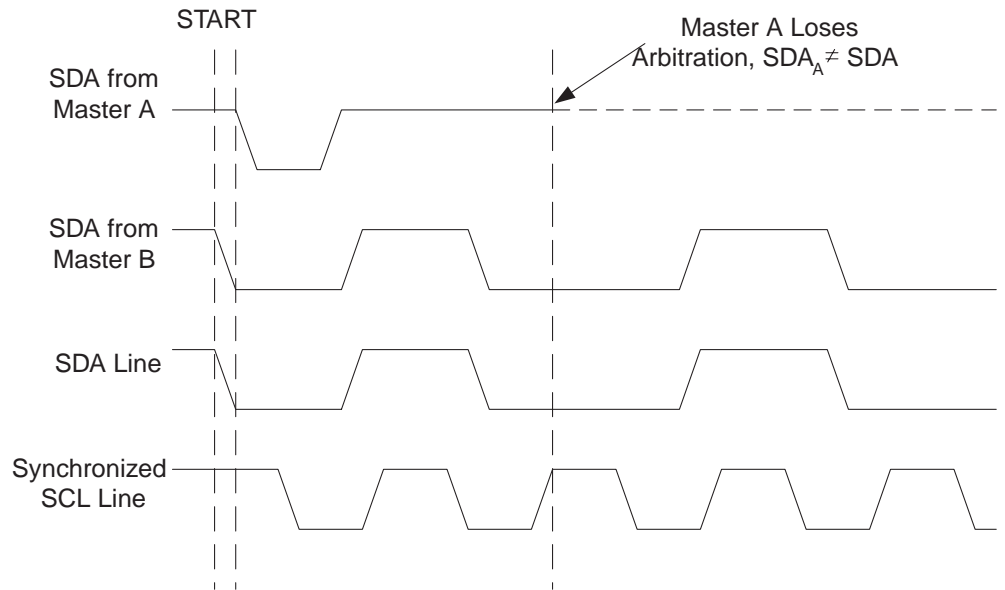 START
Master A Loses
Arbitration, SDA_A ≠ SDA
SDA from
Master A
SDA from
Master B
SDA Line
Synchronized
SCL Line